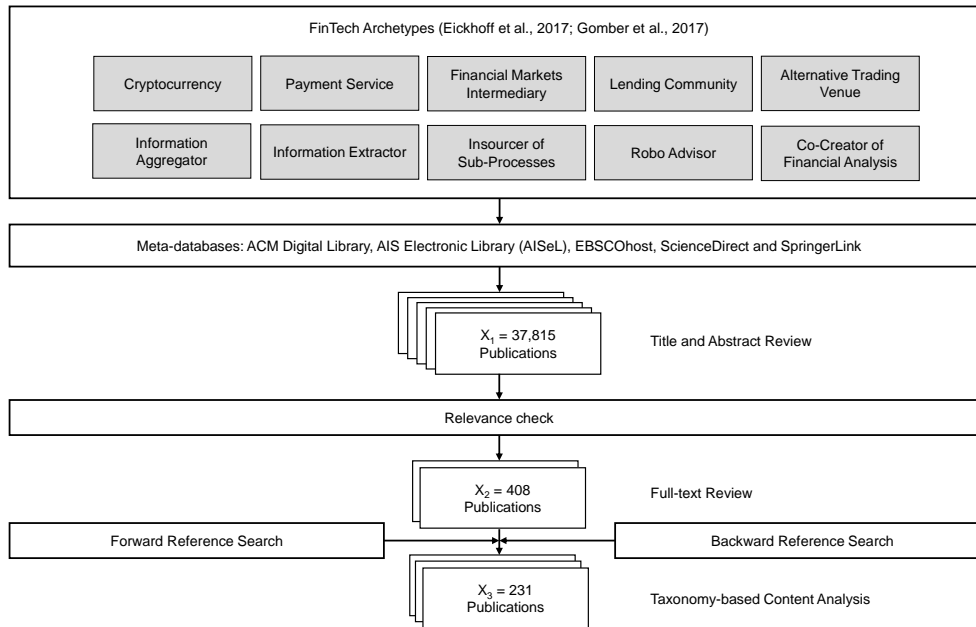 FinTech Archetypes (Eickhoff et al., 2017; Gomber et al., 2017)
Cryptocurrency
Payment Service
Financial Markets
Intermediary
Lending Community
Alternative Trading
Venue
Information
Aggregator
Information Extractor
Insourcer of
Sub-Processes
Robo Advisor
Co-Creator of
Financial Analysis
Meta-databases: ACM Digital Library, AIS Electronic Library (AISeL), EBSCOhost, ScienceDirect and SpringerLink
X₁ = 37,815
Publications
Title and Abstract Review
Relevance check
X₂ = 408
Publications
Full-text Review
Forward Reference Search
Backward Reference Search
X₃ = 231
Publications
Taxonomy-based Content Analysis